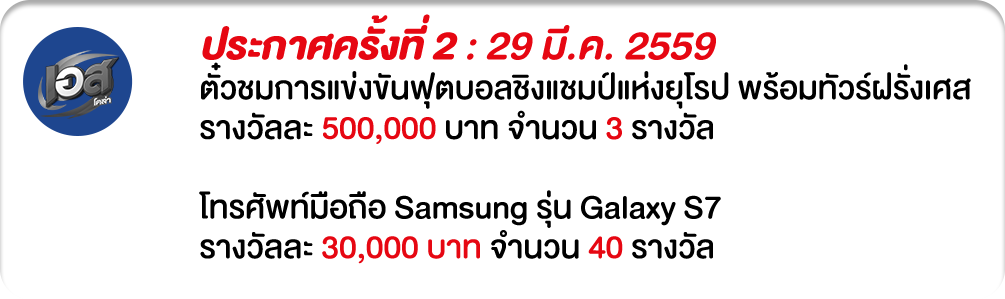 เอส
โคล่า
ประกาศครั้งที่ 2 : 29 มี.ค. 2559
ตั๋วชมการแข่งขันฟุตบอลชิงแชมป์แห่งยุโรป พร้อมทัวร์ฝรั่งเศส
รางวัลละ 500,000 บาท จำนวน 3 รางวัล
โทรศัพท์มือถือ Samsung รุ่น Galaxy S7
รางวัลละ 30,000 บาท จำนวน 40 รางวัล